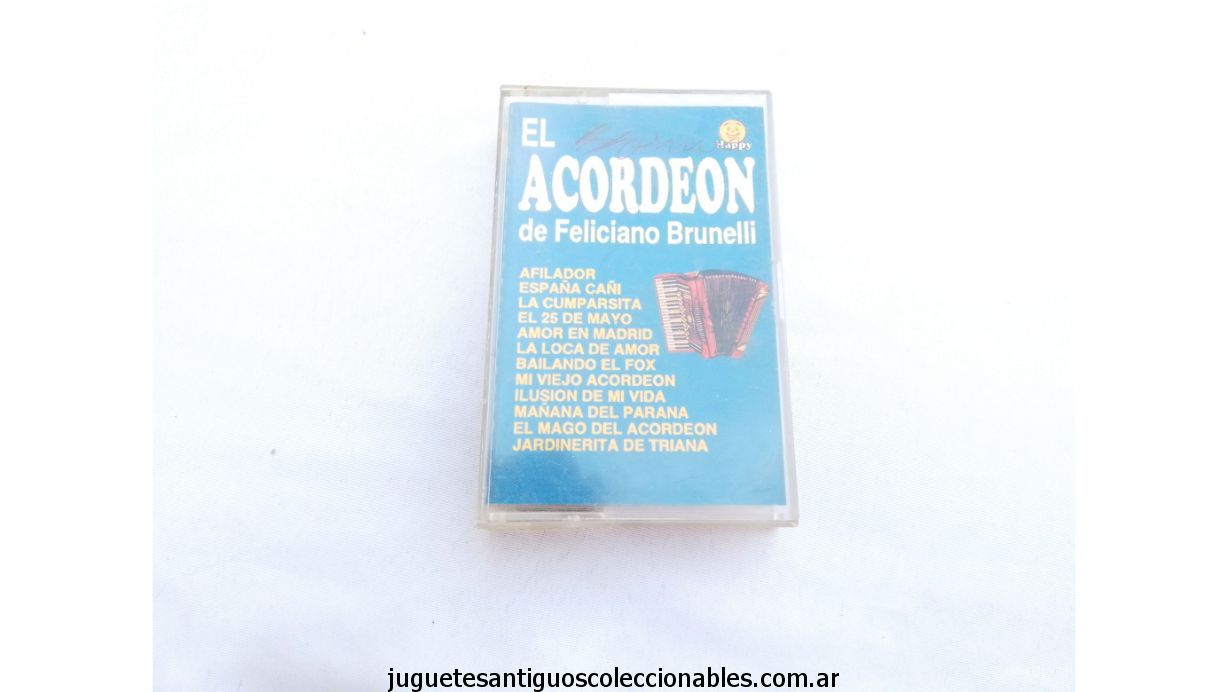 EL
Happy
ACORDEON
de Feliciano Brunelli
AFILADOR
ESPAÑA CAÑI
LA CUMPARSITA
EL 25 DE MAYO
AMOR EN MADRID
LA LOCA DE AMOR
BAILANDO EL FOX
MI VIEJO ACORDEON
ILUSION DE MI VIDA
MAÑANA DEL PARANA
EL MAGO DEL ACORDEON
JARDINERITA DE TRIANA
juguetesantiguoscoleccionables.com.ar